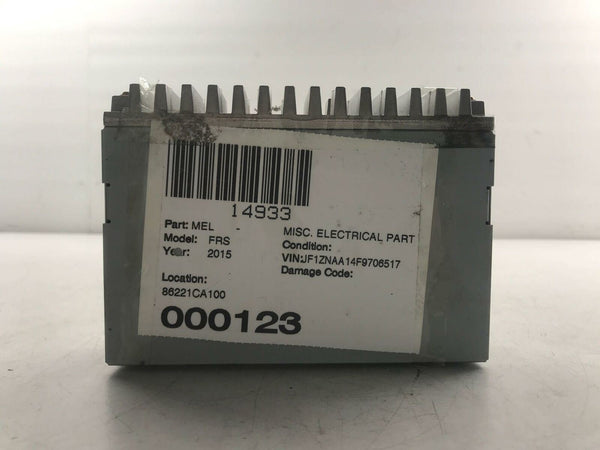 14933
Part: MEL - MISC. ELECTRICAL PART
Model: FRS Condition:
Year: 2015 VIN:JF1ZNAA14F9706517
Damage Code:
Location:
86221CA100
000123